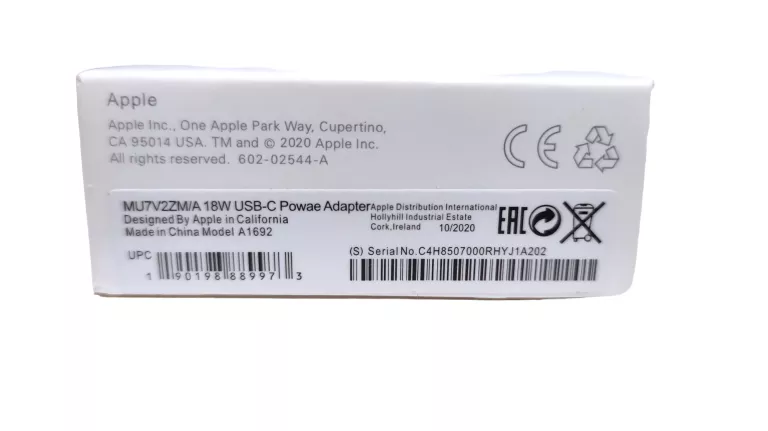 Apple
Apple Inc., One Apple Park Way, Cupertino,
CA 95014 USA. TM and © 2020 Apple Inc.
All rights reserved. 602-02544-A
CE
MU7V2ZM/A 18W USB-C Powae Adapter
Designed By Apple in California
Made in China Model A1692
Apple Distribution International
Hollyhill Industrial Estate
Cork,Ireland 10/2020
EAC
UPC
1 90198 88997 3
(S) Serial No. C4H8507000RHYJ1A202